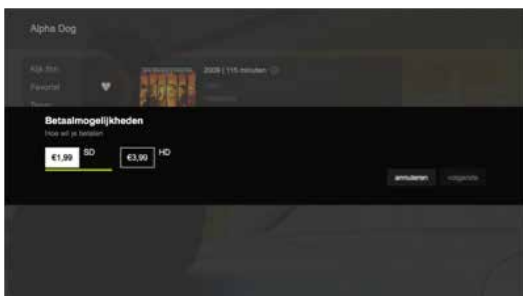 Alpha Dog
Kijk film
2009 | 115 minuten
Favoriet
Betaalmogelijkheden
Hoe wil je betalen
€1,99 SD €3,99 HD
annuleren volgende